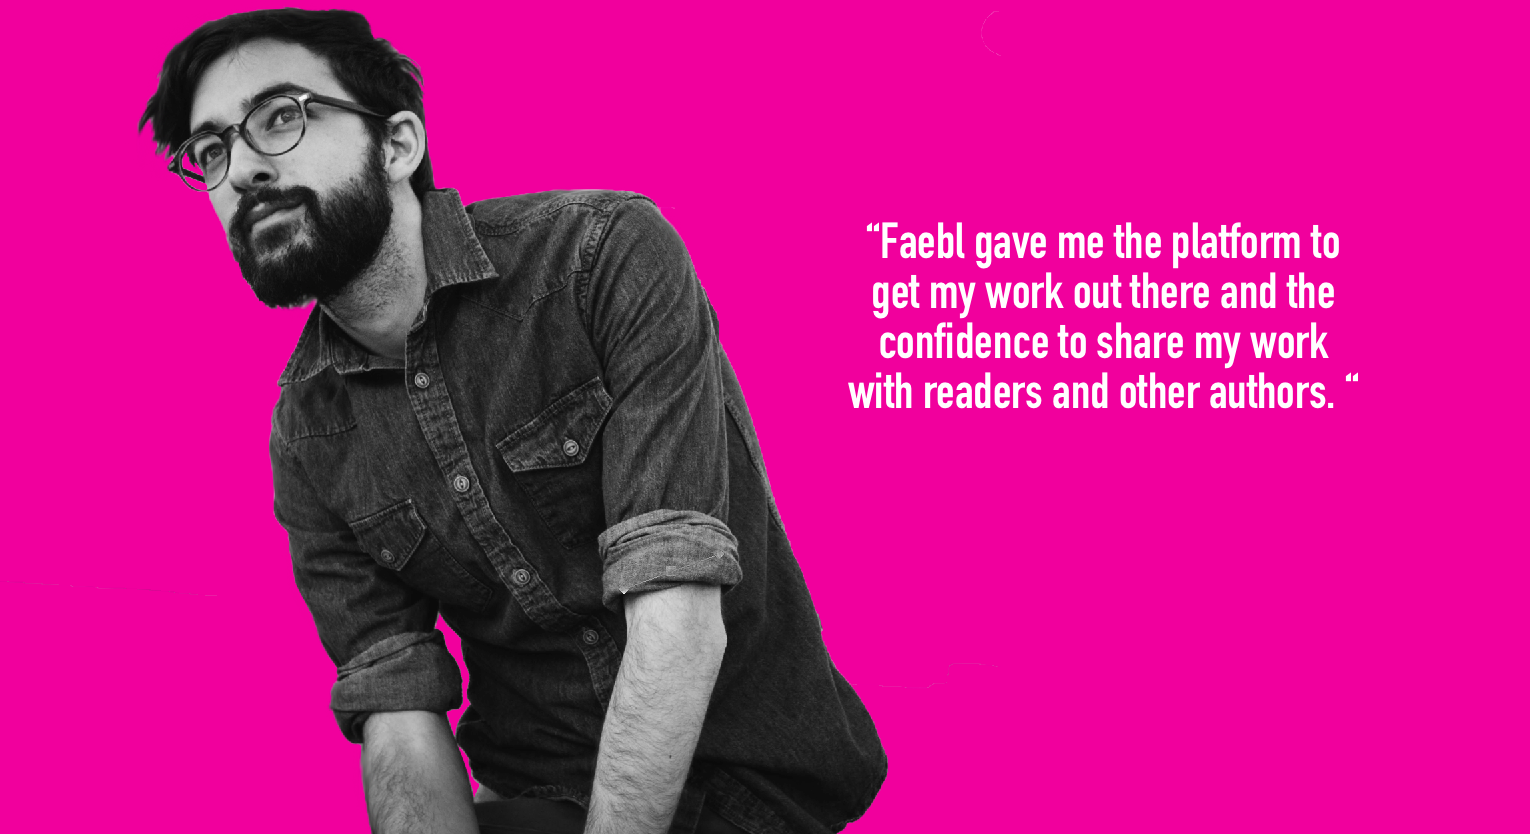 “Faebl gave me the platform to
get my work out there and the
confidence to share my work
with readers and other authors. “